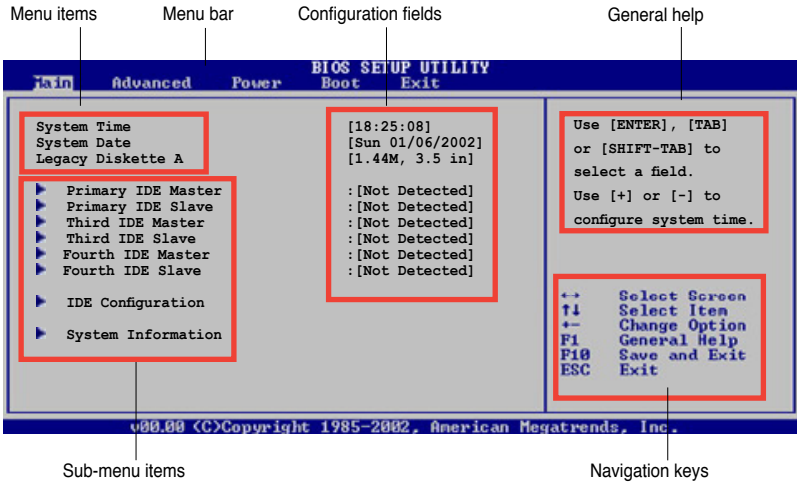 Menu items Menu bar Configuration fields General help
BIOS SETUP UTILITY
Main Advanced Power Boot Exit
System Time [18:25:08]
System Date [Sun 01/06/2002]
Legacy Diskette A [1.44M, 3.5 in]
Primary IDE Master :[Not Detected]
Primary IDE Slave :[Not Detected]
Third IDE Master :[Not Detected]
Third IDE Slave :[Not Detected]
Fourth IDE Master :[Not Detected]
Fourth IDE Slave :[Not Detected]
IDE Configuration
System Information
Use [ENTER], [TAB]
or [SHIFT-TAB] to
select a field.
Use [+] or [-] to
configure system time.
↔ Select Screen
↑↓ Select Item
+- Change Option
F1 General Help
F10 Save and Exit
ESC Exit
v00.00 (C)Copyright 1985-2002, American Megatrends, Inc.
Sub-menu items Navigation keys